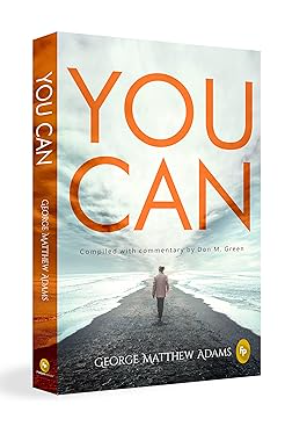 YOU CAN
GEORGE MATTHEW ADAMS
YOU
CAN
Compiled with commentary by Don M. Green
GEORGE MATTHEW ADAMS
FP